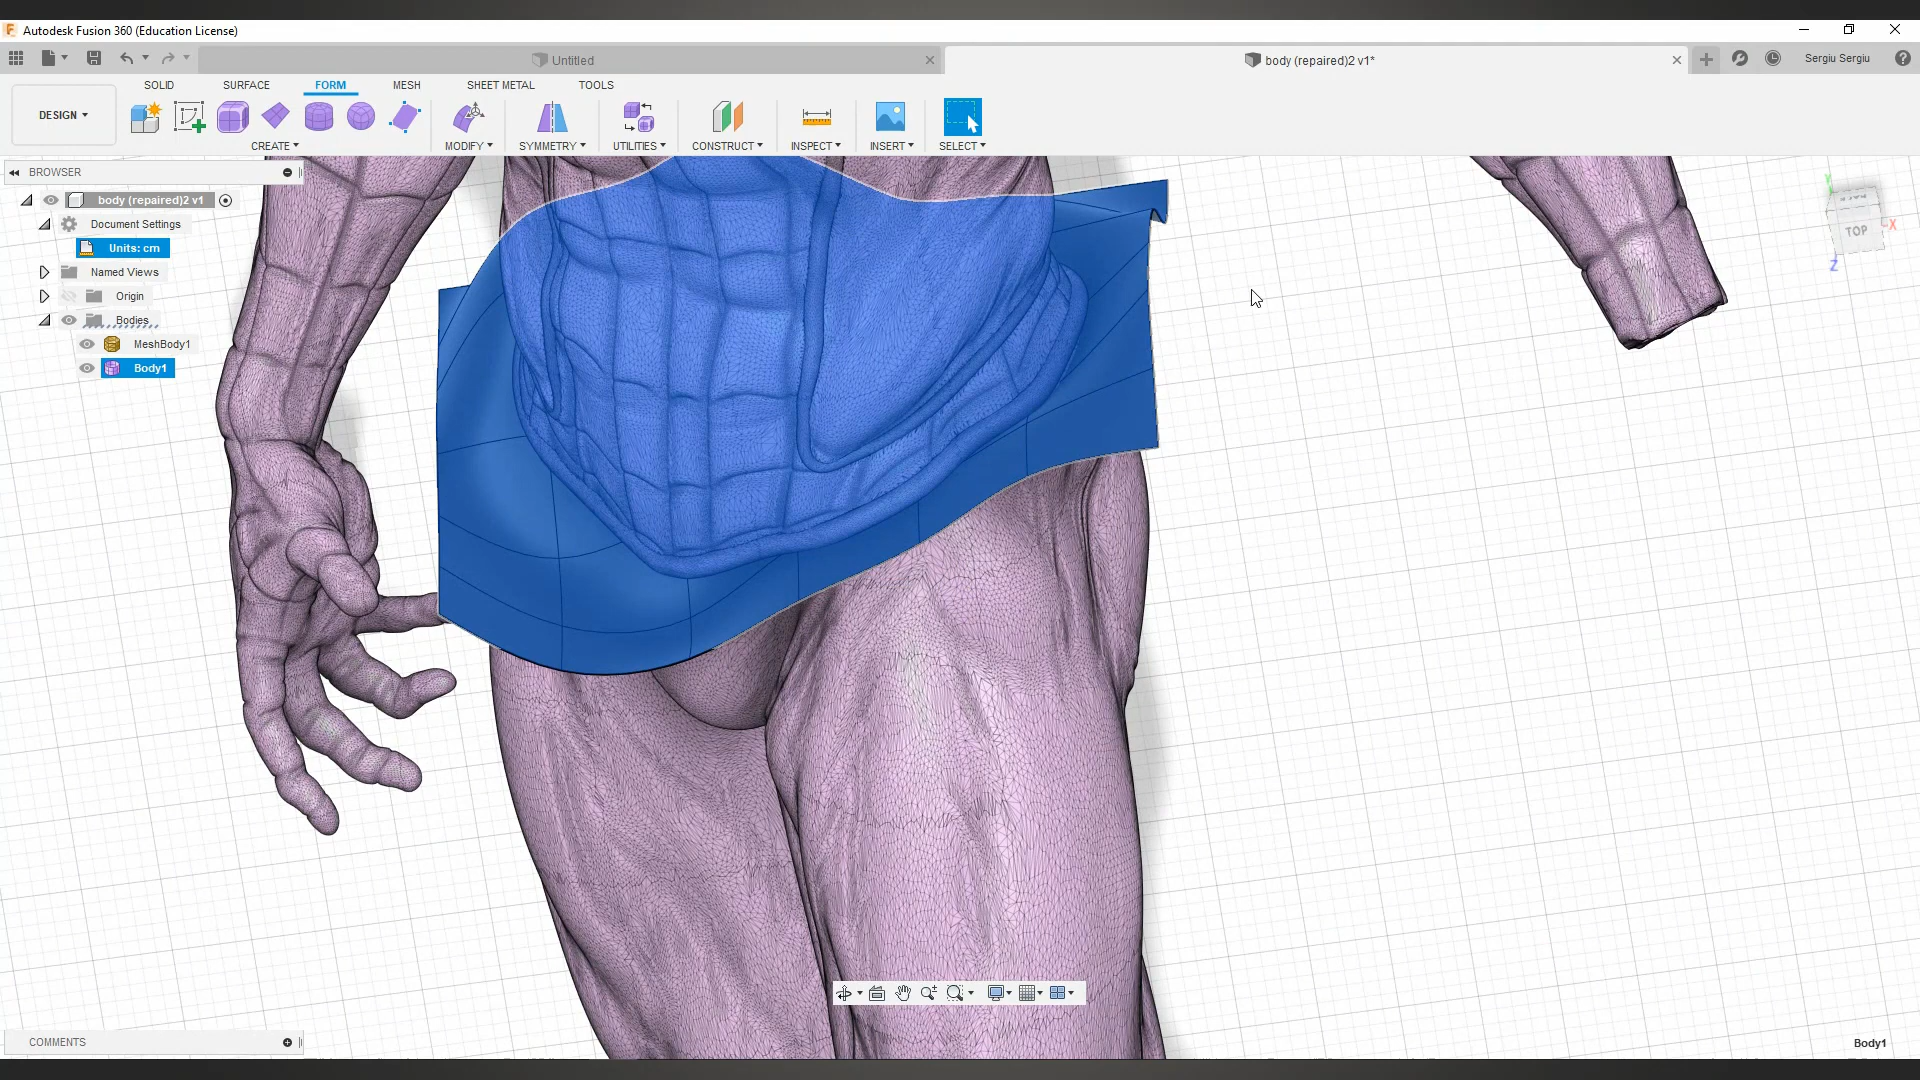 Autodesk Fusion 360 (Education License)
Untitled
body (repaired)2 v1*
Sergiu Sergiu
DESIGN
SOLID
SURFACE
FORM
MESH
SHEET METAL
TOOLS
CREATE
MODIFY
SYMMETRY
UTILITIES
CONSTRUCT
INSPECT
INSERT
SELECT
BROWSER
body (repaired)2 v1
Document Settings
Units: cm
Named Views
Origin
Bodies
MeshBody1
Body1
Y
X
TOP
Z
COMMENTS
Body1